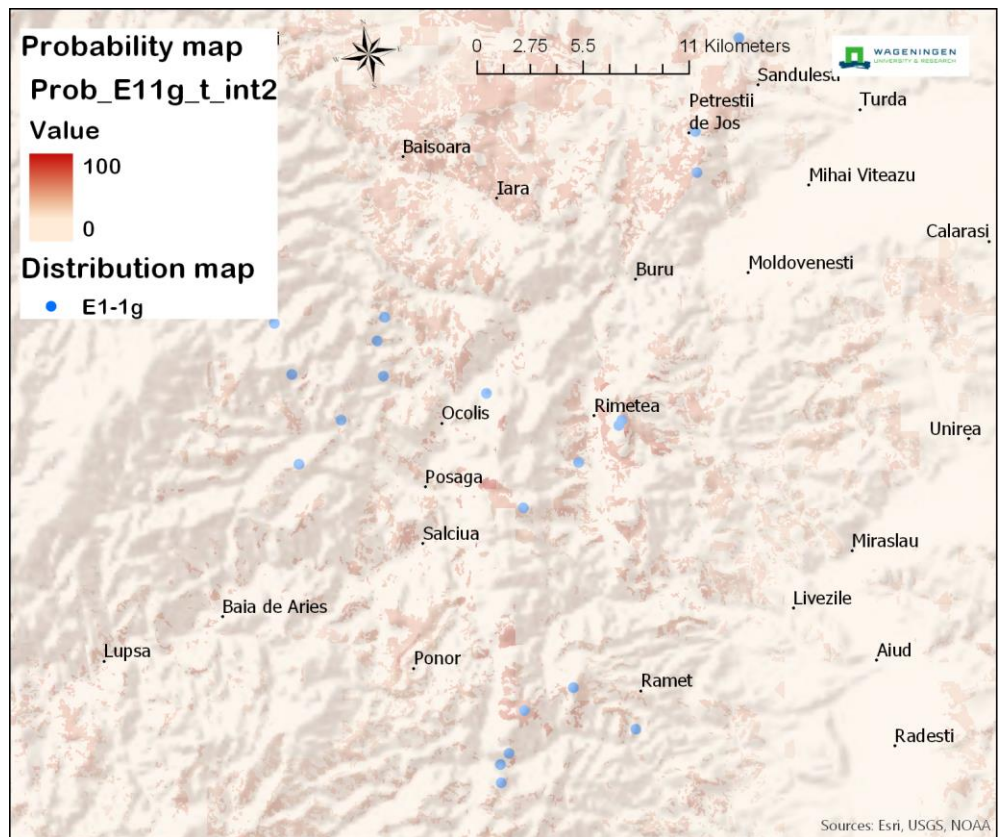 Probability map
Prob_E11g_t_int2
Value
100
0
Distribution map
E1-1g
0 2.75 5.5 11 Kilometers
WAGENINGEN
UNIVERSITY & RESEARCH
Sandulesti
Turda
Petrestii
de Jos
Baisoara
Mihai Viteazu
Iara
Calarasi
Moldovenesti
Buru
Rimetea
Ocolis
Unirea
Posaga
Salciua
Miraslau
Livezile
Baia de Aries
Lupsa
Ponor
Aiud
Ramet
Radesti
Sources: Esri, USGS, NOAA